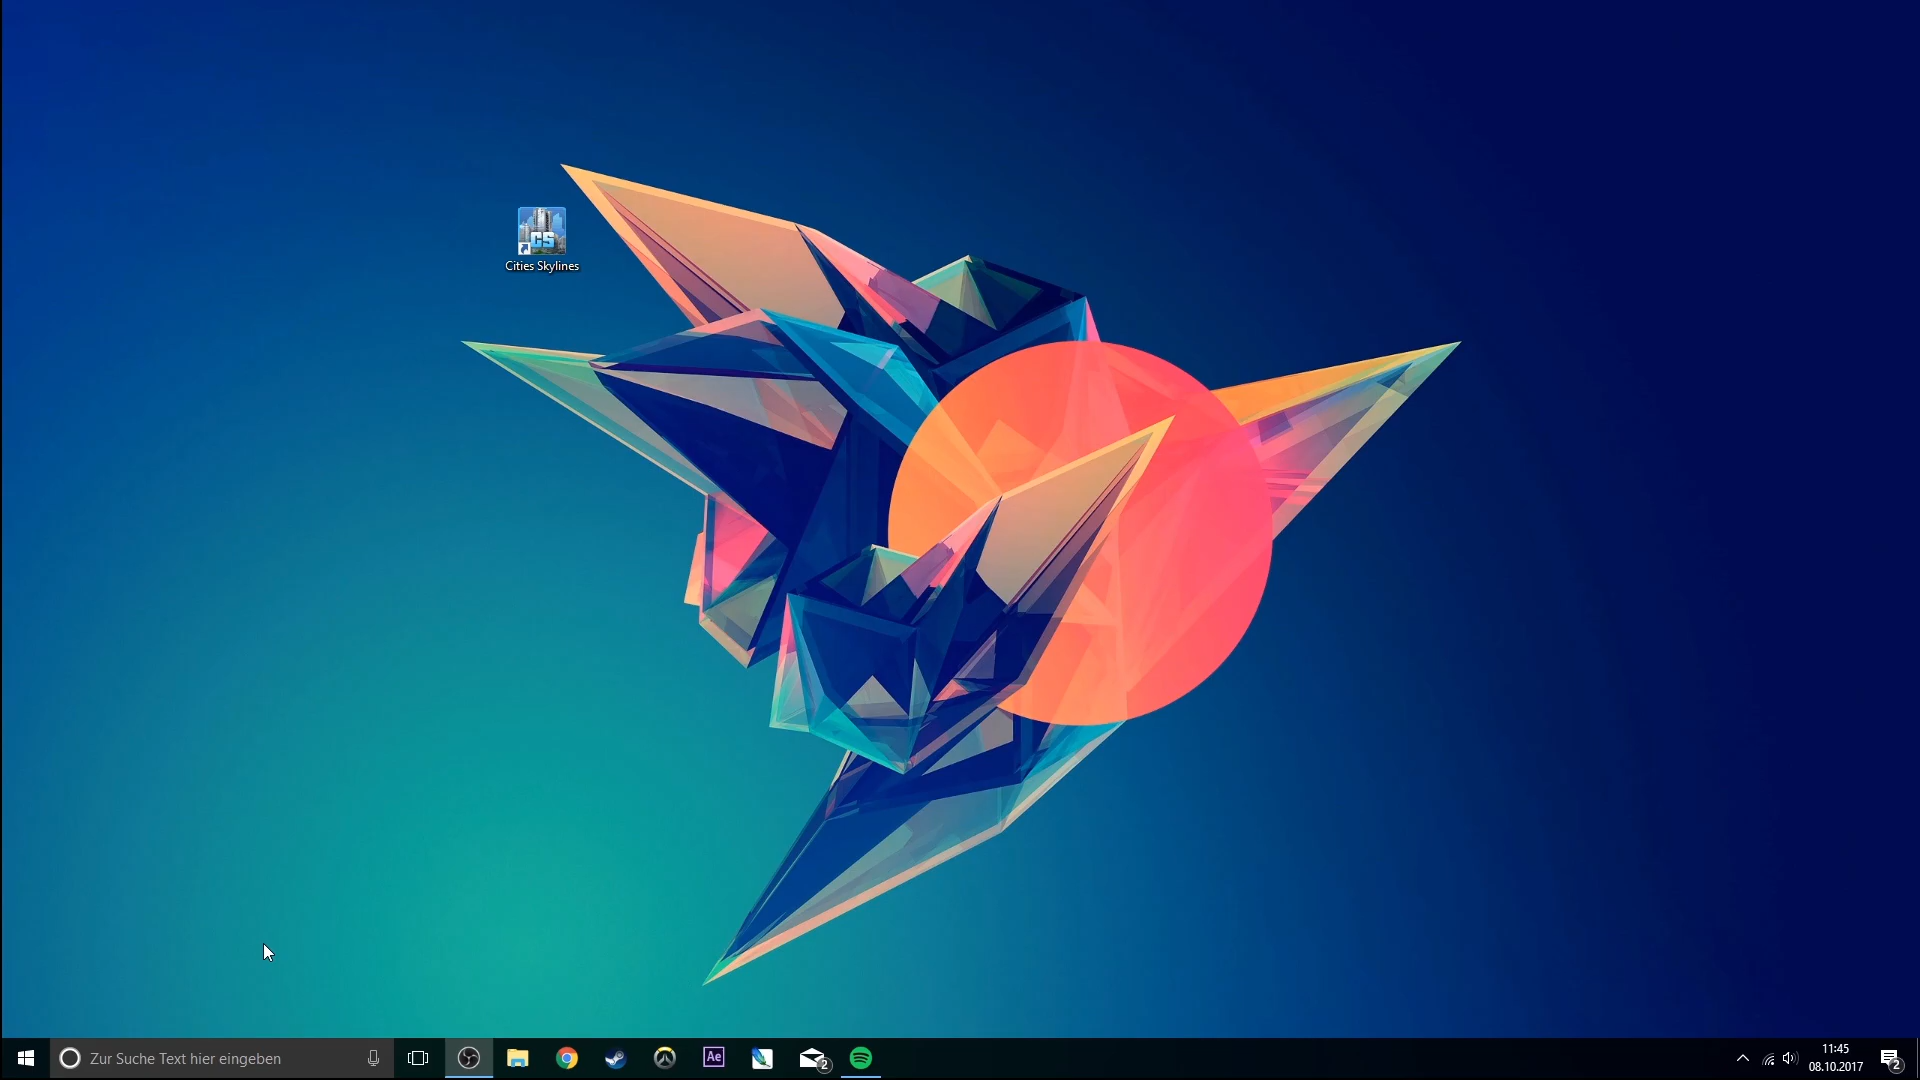 CS
Cities Skylines
Zur Suche Text hier eingeben
Ae
2
11:45
08.10.2017
2